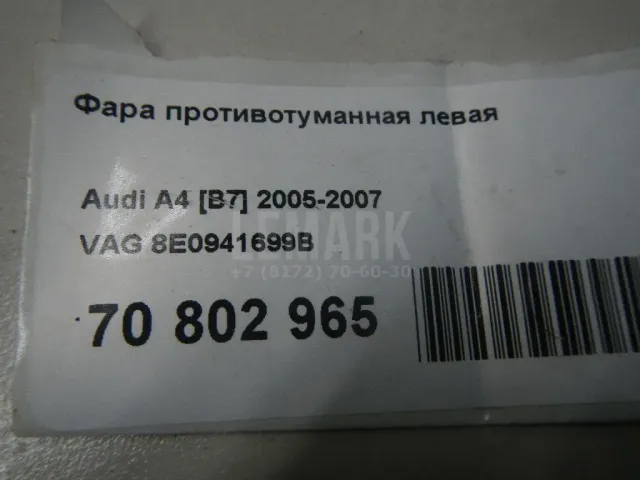 Фара противотуманная левая
Audi A4 [B7] 2005-2007
LEMARK
VAG 8E0941699B
+7 (8172) 70-60-30
70 802 965